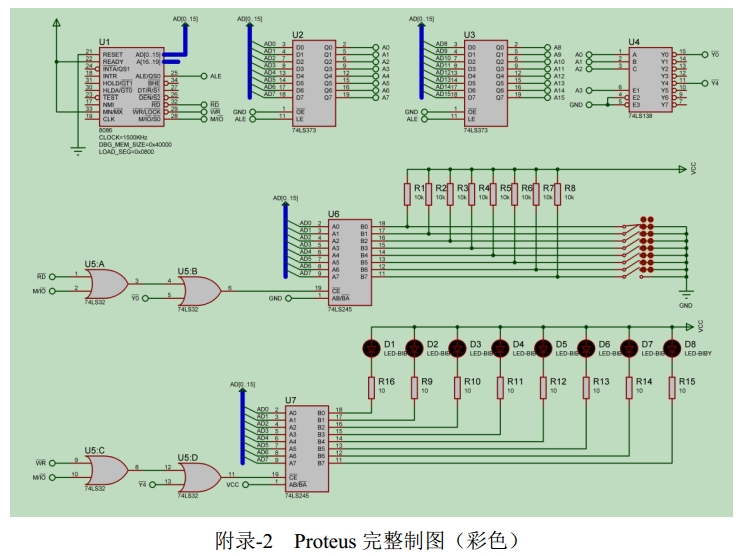 AD[0..15] AD[0..15] AD[0..15]
U1 U2 U3 U4
21 RESET AD[0..15]
22 READY A[16..19]
24 INTA/QS1
18 INTR ALE/QS0 25 ALE
31 HOLD/GT1 BHE 34
30 HLDA/GT0 DT/R/S1 27
23 TEST DEN/S2 26
17 NMI RD 32 RD
33 MN/MX WR/LOCK 29 WR
19 CLK M/IO/S0 28 M/IO
8086
CLOCK=1500KHz
DBG_MEM_SIZE=0x40000
LOAD_SEG=0x0800
AD0 3 D0 Q0 2 A0
AD1 4 D1 Q1 5 A1
AD2 7 D2 Q2 6 A2
AD3 8 D3 Q3 9 A3
AD4 13 D4 Q4 12 A4
AD5 14 D5 Q5 15 A5
AD6 17 D6 Q6 16 A6
AD7 18 D7 Q7 19 A7
GND 1 OE
ALE 11 LE
74LS373
AD8 3 D0 Q0 2 A8
AD9 4 D1 Q1 5 A9
AD10 7 D2 Q2 6 A10
AD11 8 D3 Q3 9 A11
AD12 13 D4 Q4 12 A12
AD13 14 D5 Q5 15 A13
AD14 17 D6 Q6 16 A14
AD15 18 D7 Q7 19 A15
GND 1 OE
ALE 11 LE
74LS373
A0 1 A Y0 15 Y0
A1 2 B Y1 14
A2 3 C Y2 13
Y3 12
Y4 11 Y4
A3 6 E1 Y5 10
4 E2 Y6 9
GND 5 E3 Y7 7
74LS138
VCC
R1 R2 R3 R4 R5 R6 R7 R8
10k 10k 10k 10k 10k 10k 10k 10k
AD[0..15]
U6
AD0 2 A0 B0 18
AD1 3 A1 B1 17
AD2 4 A2 B2 16
AD3 5 A3 B3 15
AD4 6 A4 B4 14
AD5 7 A5 B5 13
AD6 8 A6 B6 12
AD7 9 A7 B7 11
19 CE
GND 1 AB/BA
74LS245
GND
U5:A U5:B
RD 1 3 4 6
M/IO 2 Y0 5
74LS32 74LS32
VCC
D1 D2 D3 D4 D5 D6 D7 D8
LED-BIB LED-BIB LED-BIB LED-BIB LED-BIB LED-BIB LED-BIB LED-BIBY
R16 R9 R10 R11 R12 R13 R14 R15
10 10 10 10 10 10 10 10
AD[0..15]
U7
AD0 2 A0 B0 18
AD1 3 A1 B1 17
AD2 4 A2 B2 16
AD3 5 A3 B3 15
AD4 6 A4 B4 14
AD5 7 A5 B5 13
AD6 8 A6 B6 12
AD7 9 A7 B7 11
19 CE
VCC 1 AB/BA
74LS245
U5:C U5:D
WR 9 8 12 11
M/IO 10 Y4 13
74LS32 74LS32
附录-2 Proteus 完整制图（彩色）